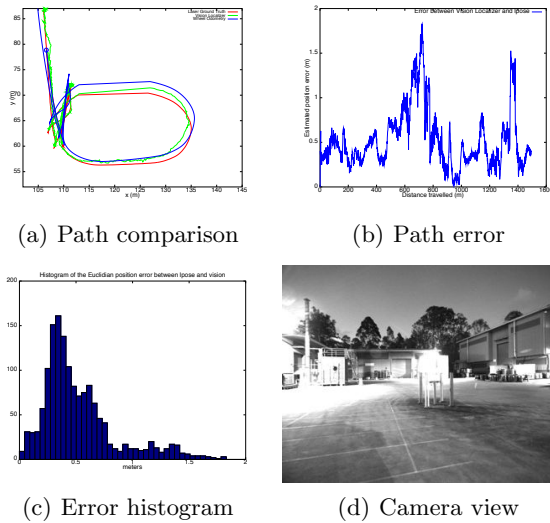 Laser Ground Truth
Vision Localizer
Wheel Odometry
y (m)
85
80
75
70
65
60
55
105 110 115 120 125 130 135 140 145
x (m)
(a) Path comparison
Error Between Vision Localizer and lpose
Estimated position error (m)
2
1.5
1
0.5
0
0 200 400 600 800 1000 1200 1400 1600
Distance travelled (m)
(b) Path error
Histogram of the Euclidian position error between lpose and vision
200
150
100
50
0
0 0.5 1 1.5 2
meters
(c) Error histogram
(d) Camera view